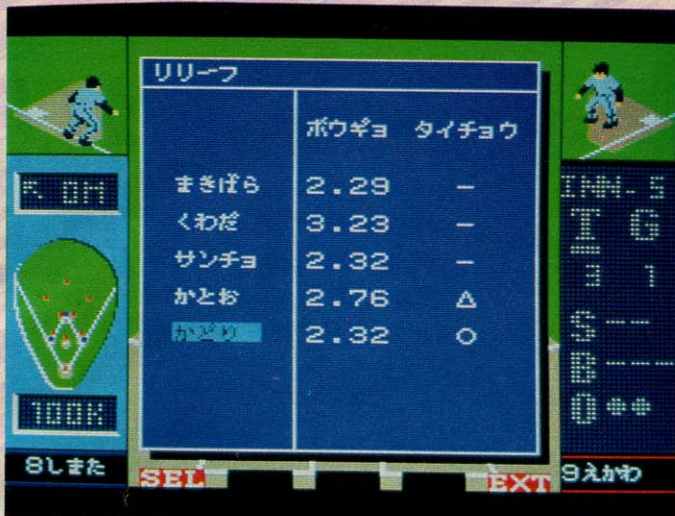 リリーフ
ボウギョ タイチョウ
まきばら 2.29 −
くわだ 3.23 −
サンチョ 2.32 −
かとお 2.76 △
かどり 2.32 ○
INN- 5
T G
3 1
S --
B ---
O ●●
100K
8しまた
SEL
EXT
9えかわ